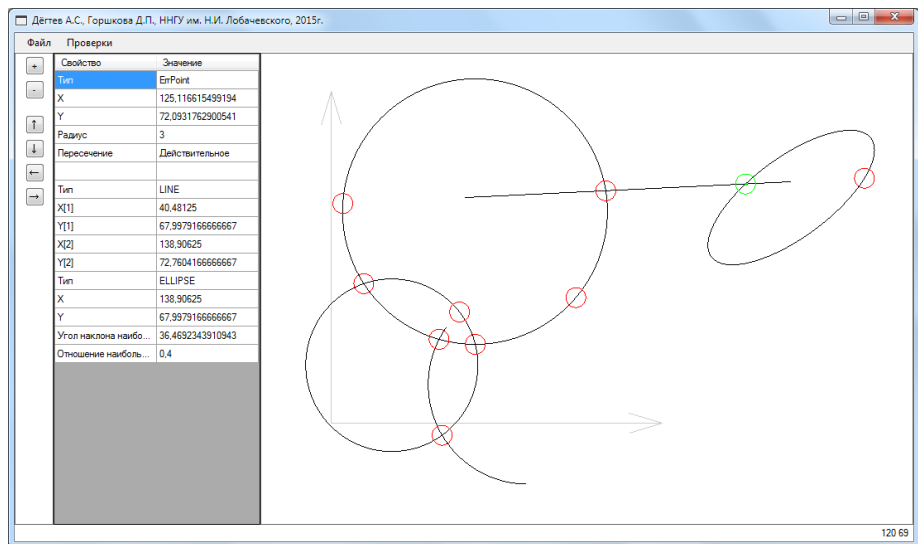 Дёгтев А.С., Горшкова Д.П., ННГУ им. Н.И. Лобачевского, 2015г.
Файл Проверки
+
-
↑
↓
←
→
Свойство Значение
Тип ErrPoint
X 125,116615499194
Y 72,0931762900541
Радиус 3
Пересечение Действительное
Тип LINE
X[1] 40,48125
Y[1] 67,9979166666667
X[2] 138,90625
Y[2] 72,7604166666667
Тип ELLIPSE
X 138,90625
Y 67,9979166666667
Угол наклона наибо... 36,4692343910943
Отношение наиболь... 0,4
120 69